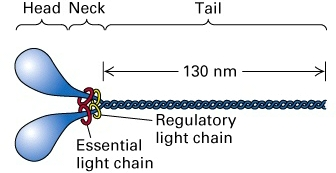 Head Neck Tail
130 nm
Regulatory
light chain
Essential
light chain